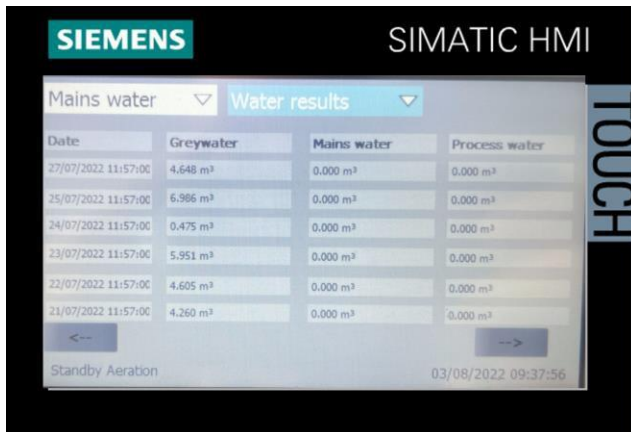 SIEMENS
SIMATIC HMI
TOUCH
Mains water Water results
Date Greywater Mains water Process water
27/07/2022 11:57:00 4.648 m³ 0.000 m³ 0.000 m³
25/07/2022 11:57:00 6.986 m³ 0.000 m³ 0.000 m³
24/07/2022 11:57:00 0.475 m³ 0.000 m³ 0.000 m³
23/07/2022 11:57:00 5.951 m³ 0.000 m³ 0.000 m³
22/07/2022 11:57:00 4.605 m³ 0.000 m³ 0.000 m³
21/07/2022 11:57:00 4.260 m³ 0.000 m³ 0.000 m³
<-- -->
Standby Aeration 03/08/2022 09:37:56